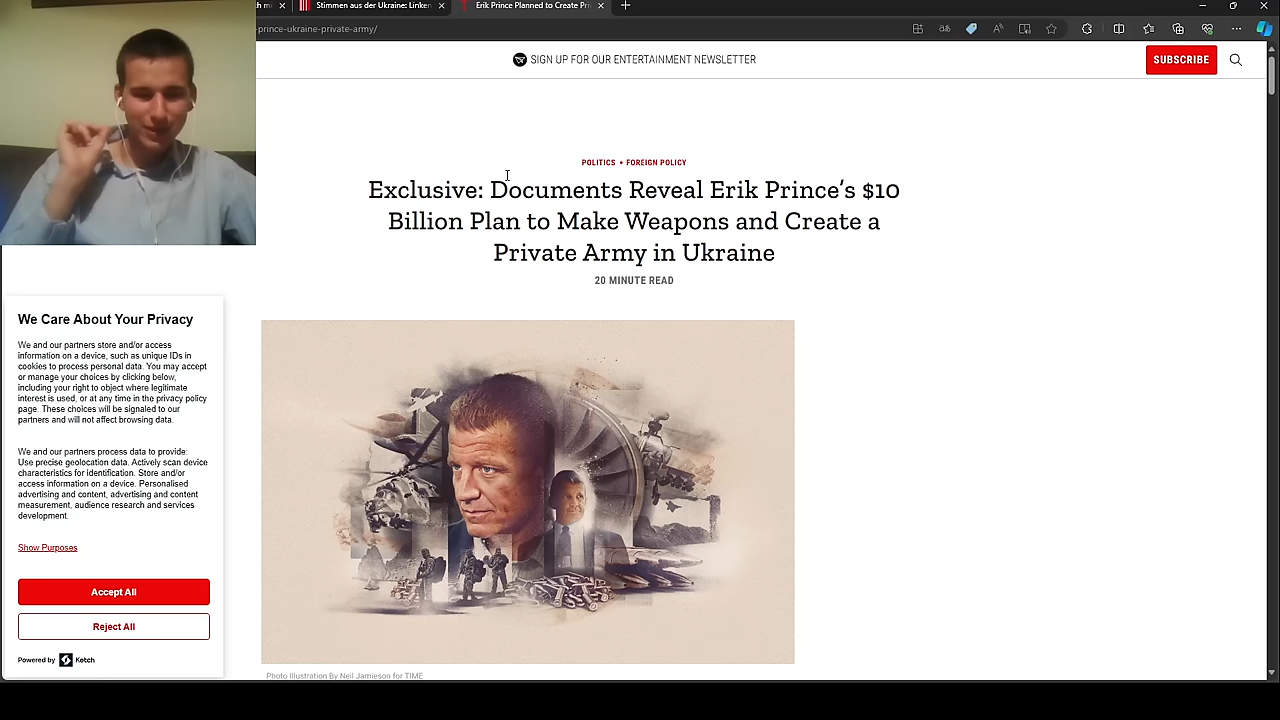 Stimmen aus der Ukraine: Linken
Erik Prince Planned to Create Pr
-prince-ukraine-private-army/
SIGN UP FOR OUR ENTERTAINMENT NEWSLETTER
SUBSCRIBE
POLITICS • FOREIGN POLICY
Exclusive: Documents Reveal Erik Prince's $10
Billion Plan to Make Weapons and Create a
Private Army in Ukraine
20 MINUTE READ
We Care About Your Privacy
We and our partners store and/or access
information on a device, such as unique IDs in
cookies to process personal data. You may accept
or manage your choices by clicking below,
including your right to object where legitimate
interest is used, or at any time in the privacy policy
page. These choices will be signaled to our
partners and will not affect browsing data.
We and our partners process data to provide:
Use precise geolocation data. Actively scan device
characteristics for identification. Store and/or
access information on a device. Personalised
advertising and content, advertising and content
measurement, audience research and services
development.
Show Purposes
Accept All
Reject All
Powered by Ketch
Photo Illustration By Neil Jamieson for TIME